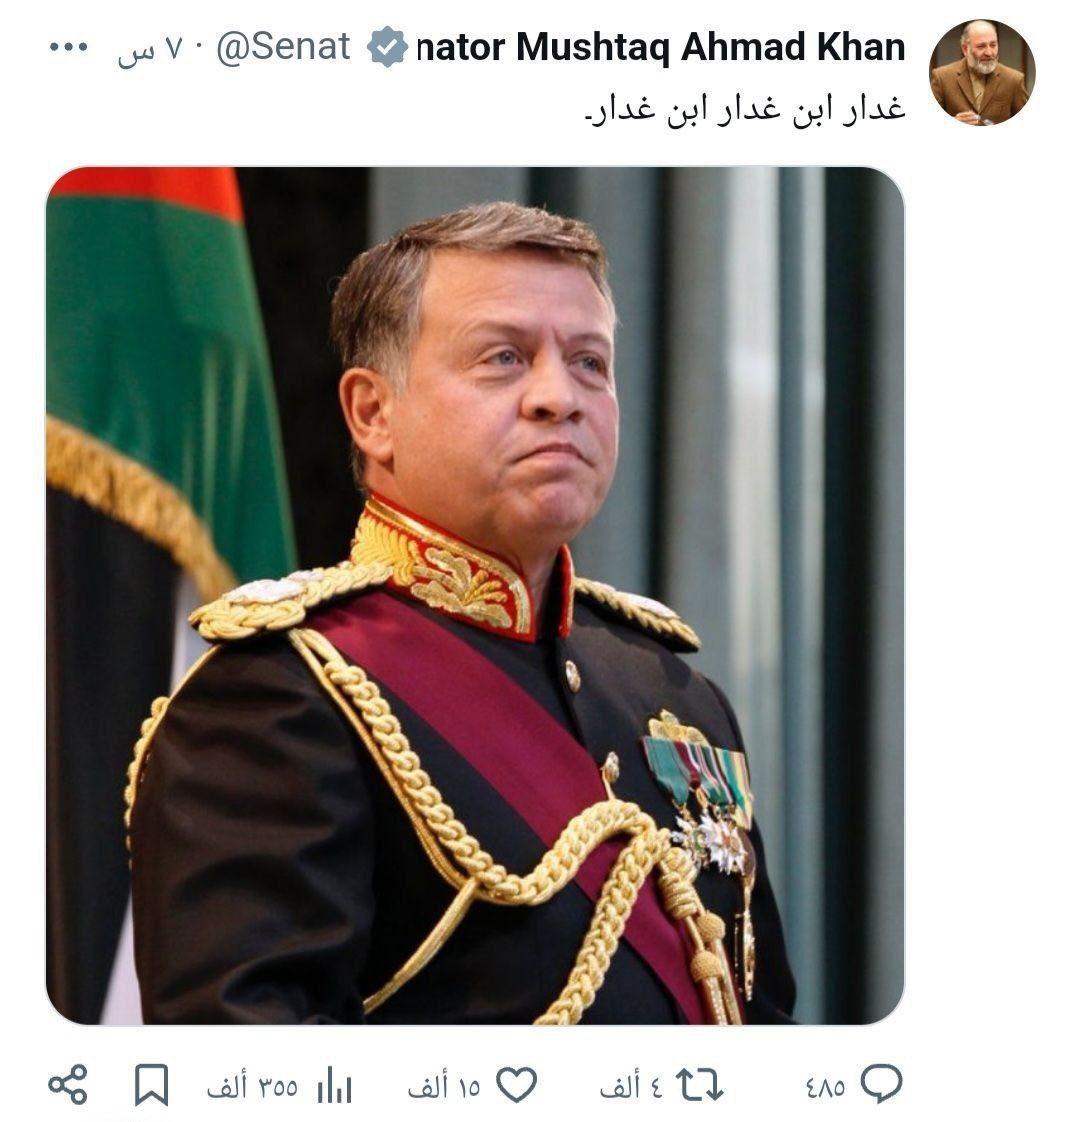 nator Mushtaq Ahmad Khan @Senat · ٧ س
غدار ابن غدار ابن غدار۔
٤٨٥ ٤ ألف ١٥ ألف ٣٥٥ ألف